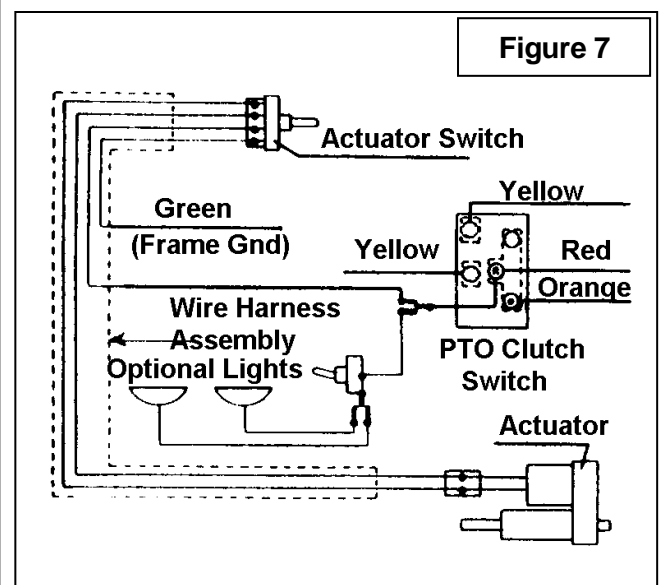 Figure 7
Actuator Switch
Yellow
Green
(Frame Gnd)
Yellow
Red
Orange
Wire Harness
Assembly
PTO Clutch
Switch
Optional Lights
Actuator